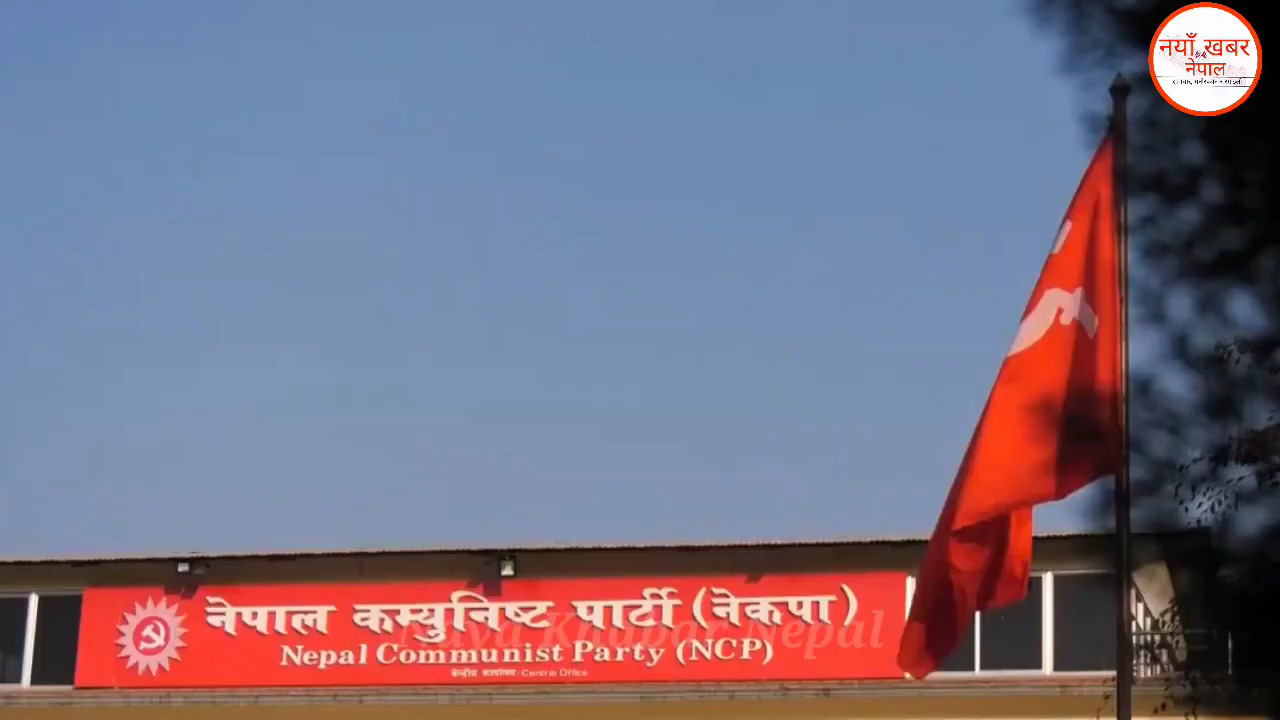 नयाँ खबर
नेपाल
नेपाल कम्युनिष्ट पार्टी (नेकपा)
Nepal Communist Party (NCP)
केन्द्रीय कार्यालय/Central Office
Naya Khabar Nepal